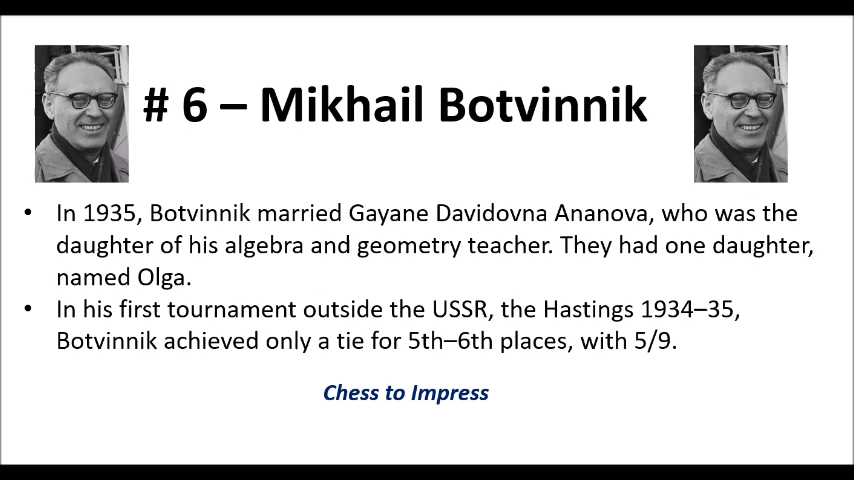 # 6 – Mikhail Botvinnik
• In 1935, Botvinnik married Gayane Davidovna Ananova, who was the
daughter of his algebra and geometry teacher. They had one daughter,
named Olga.
• In his first tournament outside the USSR, the Hastings 1934–35,
Botvinnik achieved only a tie for 5th–6th places, with 5/9.
Chess to Impress